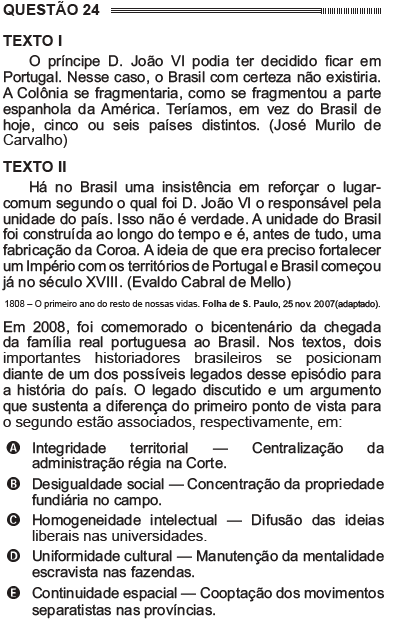 QUESTÃO 24
TEXTO I
O príncipe D. João VI podia ter decidido ficar em
Portugal. Nesse caso, o Brasil com certeza não existiria.
A Colônia se fragmentaria, como se fragmentou a parte
espanhola da América. Teríamos, em vez do Brasil de
hoje, cinco ou seis países distintos. (José Murilo de
Carvalho)
TEXTO II
Há no Brasil uma insistência em reforçar o lugar-
comum segundo o qual foi D. João VI o responsável pela
unidade do país. Isso não é verdade. A unidade do Brasil
foi construída ao longo do tempo e é, antes de tudo, uma
fabricação da Coroa. A ideia de que era preciso fortalecer
um Império com os territórios de Portugal e Brasil começou
já no século XVIII. (Evaldo Cabral de Mello)
1808 – O primeiro ano do resto de nossas vidas. Folha de S. Paulo, 25 nov. 2007(adaptado).
Em 2008, foi comemorado o bicentenário da chegada
da família real portuguesa ao Brasil. Nos textos, dois
importantes historiadores brasileiros se posicionam
diante de um dos possíveis legados desse episódio para
a história do país. O legado discutido e um argumento
que sustenta a diferença do primeiro ponto de vista para
o segundo estão associados, respectivamente, em:
A Integridade territorial — Centralização da
administração régia na Corte.
B Desigualdade social — Concentração da propriedade
fundiária no campo.
C Homogeneidade intelectual — Difusão das ideias
liberais nas universidades.
D Uniformidade cultural — Manutenção da mentalidade
escravista nas fazendas.
E Continuidade espacial — Cooptação dos movimentos
separatistas nas províncias.